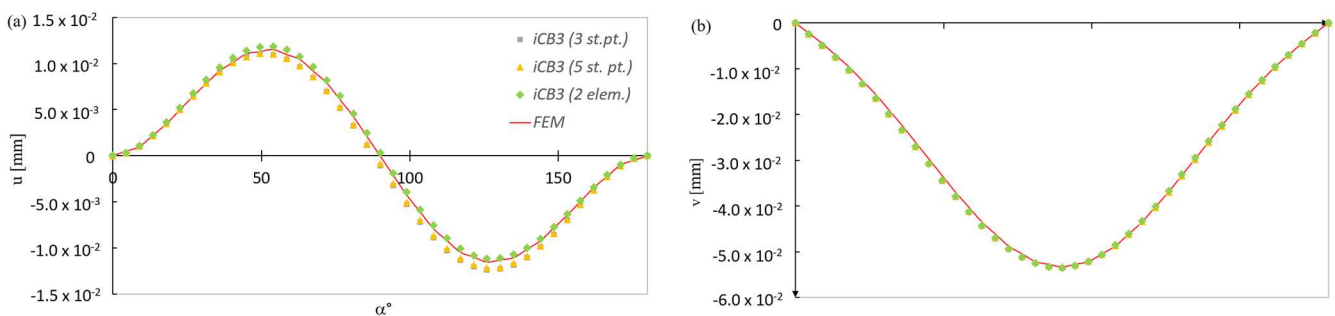 (a)
1.5 x 10-2
1.0 x 10-2
5.0 x 10-3
0
-5.0 x 10-3
-1.0 x 10-2
-1.5 x 10-2
u [mm]
0
50
100
150
α°
iCB3 (3 st.pt.)
iCB3 (5 st. pt.)
iCB3 (2 elem.)
FEM
(b)
0
-1.0 x 10-2
-2.0 x 10-2
-3.0 x 10-2
-4.0 x 10-2
-5.0 x 10-2
-6.0 x 10-2
v [mm]